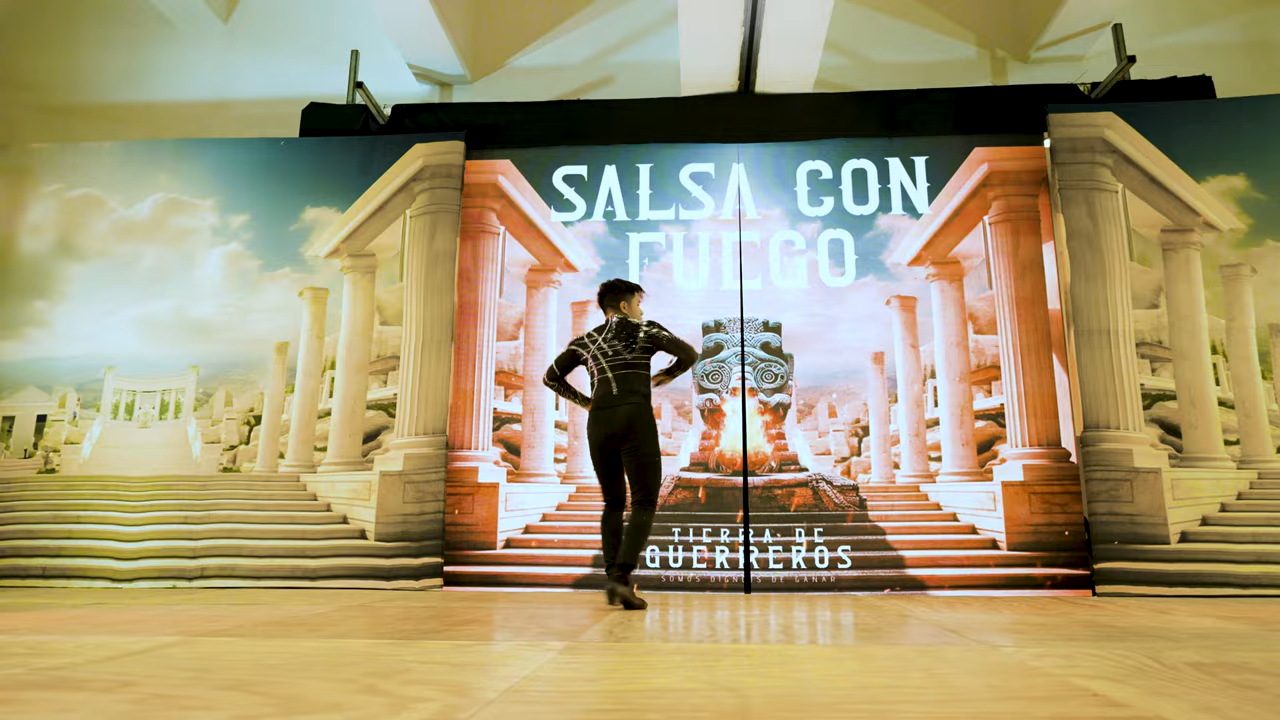 SALSA CON
FUEGO
TIERRA DE
GUERREROS
SOMOS DIGNOS DE GANAR